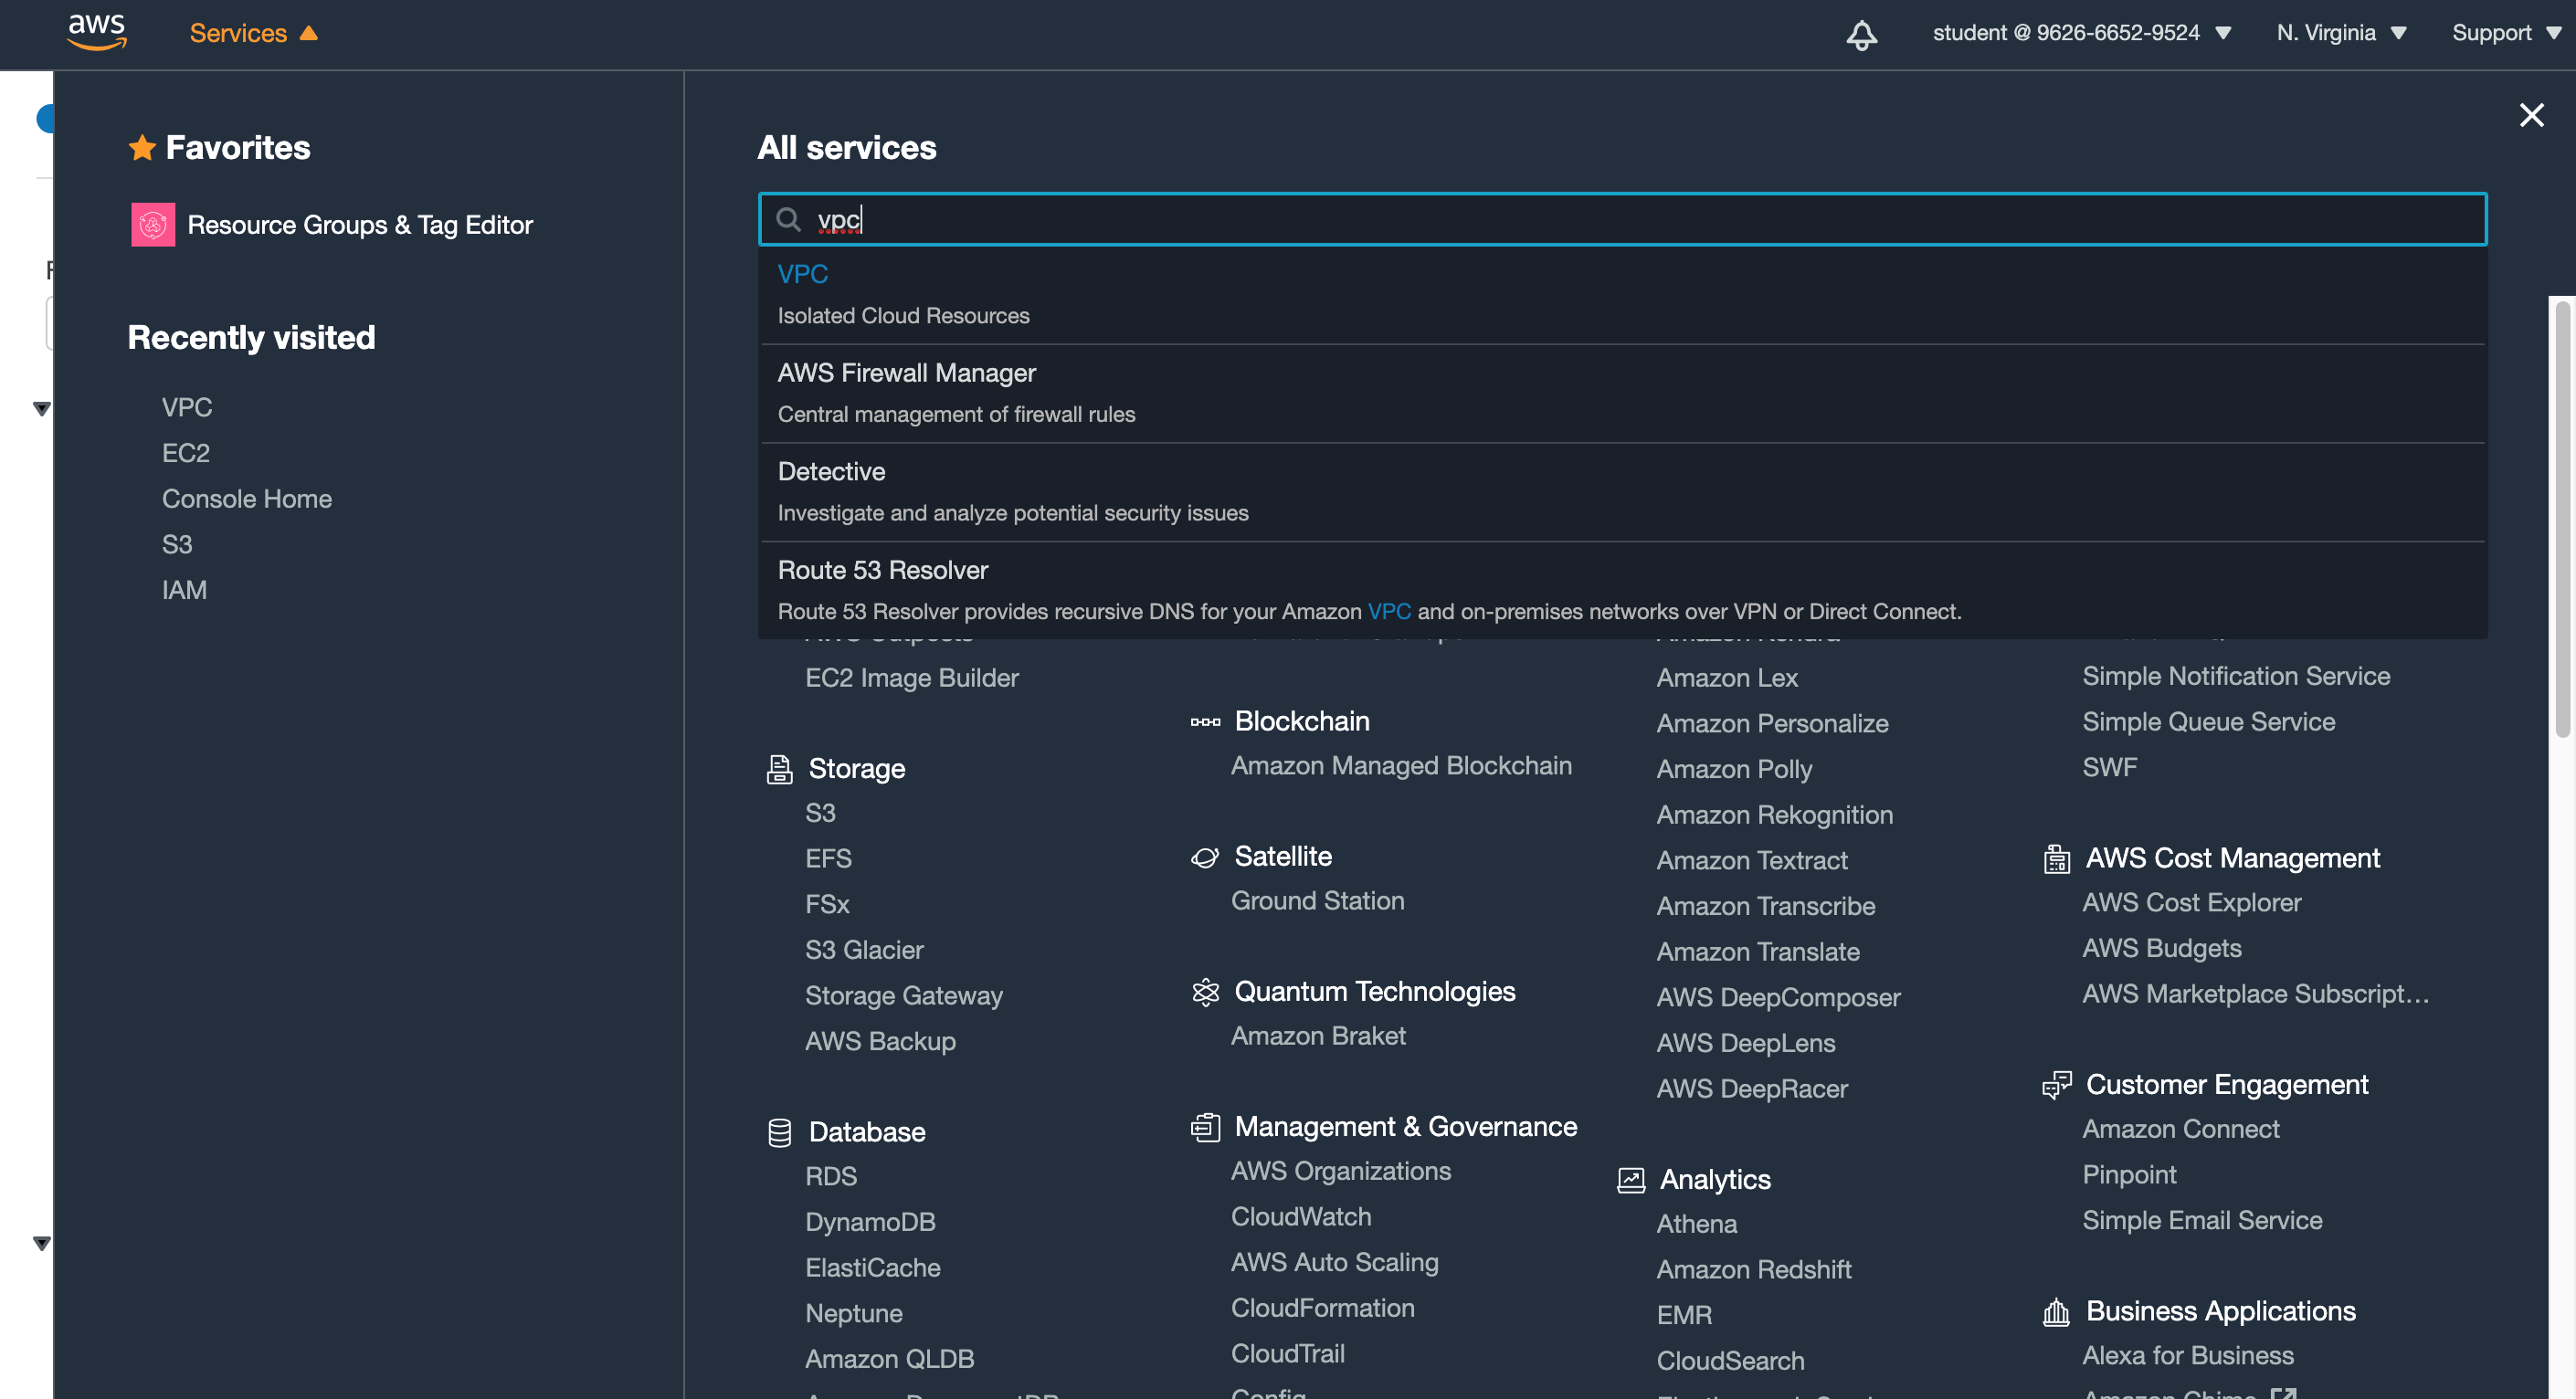 aws
Services
student @ 9626-6652-9524
N. Virginia
Support
Favorites
Resource Groups & Tag Editor
Recently visited
VPC
EC2
Console Home
S3
IAM
All services
vpc
VPC
Isolated Cloud Resources
AWS Firewall Manager
Central management of firewall rules
Detective
Investigate and analyze potential security issues
Route 53 Resolver
Route 53 Resolver provides recursive DNS for your Amazon VPC and on-premises networks over VPN or Direct Connect.
EC2 Image Builder
Storage
S3
EFS
FSx
S3 Glacier
Storage Gateway
AWS Backup
Database
RDS
DynamoDB
ElastiCache
Neptune
Amazon QLDB
Blockchain
Amazon Managed Blockchain
Satellite
Ground Station
Quantum Technologies
Amazon Braket
Management & Governance
AWS Organizations
CloudWatch
AWS Auto Scaling
CloudFormation
CloudTrail
Config
Amazon Lex
Amazon Personalize
Amazon Polly
Amazon Rekognition
Amazon Textract
Amazon Transcribe
Amazon Translate
AWS DeepComposer
AWS DeepLens
AWS DeepRacer
Analytics
Athena
Amazon Redshift
EMR
CloudSearch
Simple Notification Service
Simple Queue Service
SWF
AWS Cost Management
AWS Cost Explorer
AWS Budgets
AWS Marketplace Subscript...
Customer Engagement
Amazon Connect
Pinpoint
Simple Email Service
Business Applications
Alexa for Business
Amazon Chime